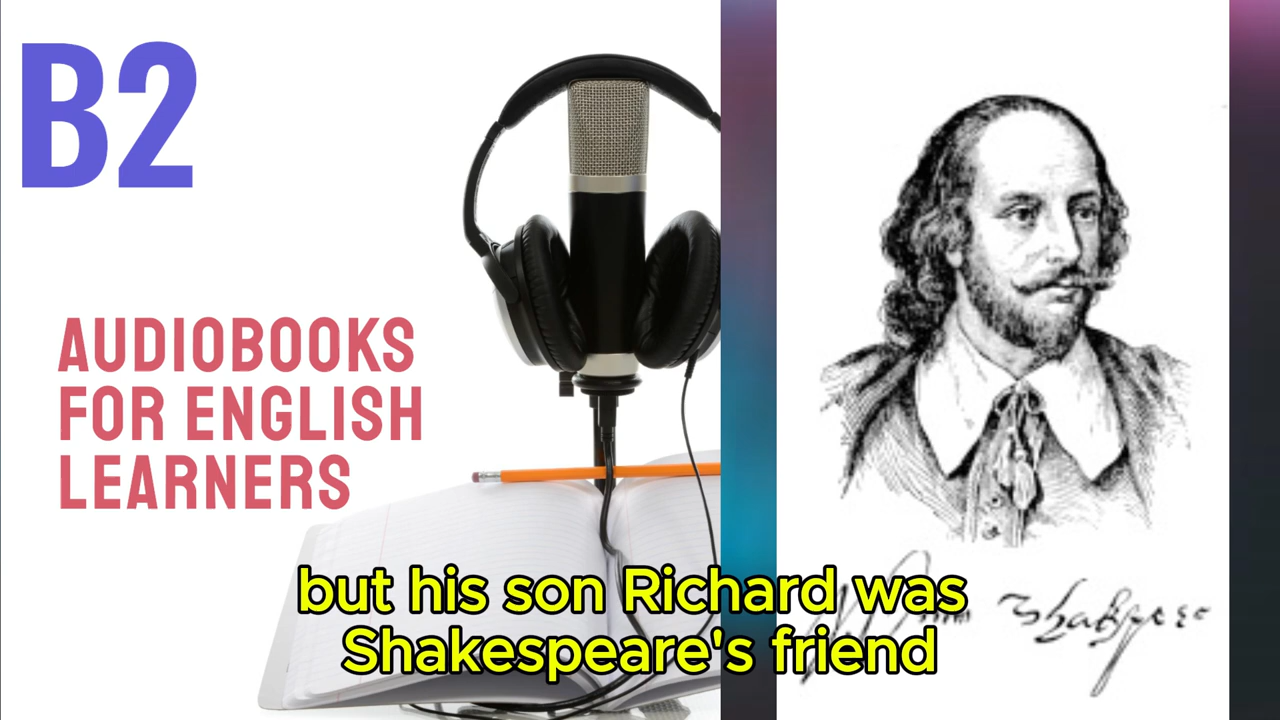 B2
AUDIOBOOKS
FOR ENGLISH
LEARNERS
but his son Richard was
Shakespeare's friend